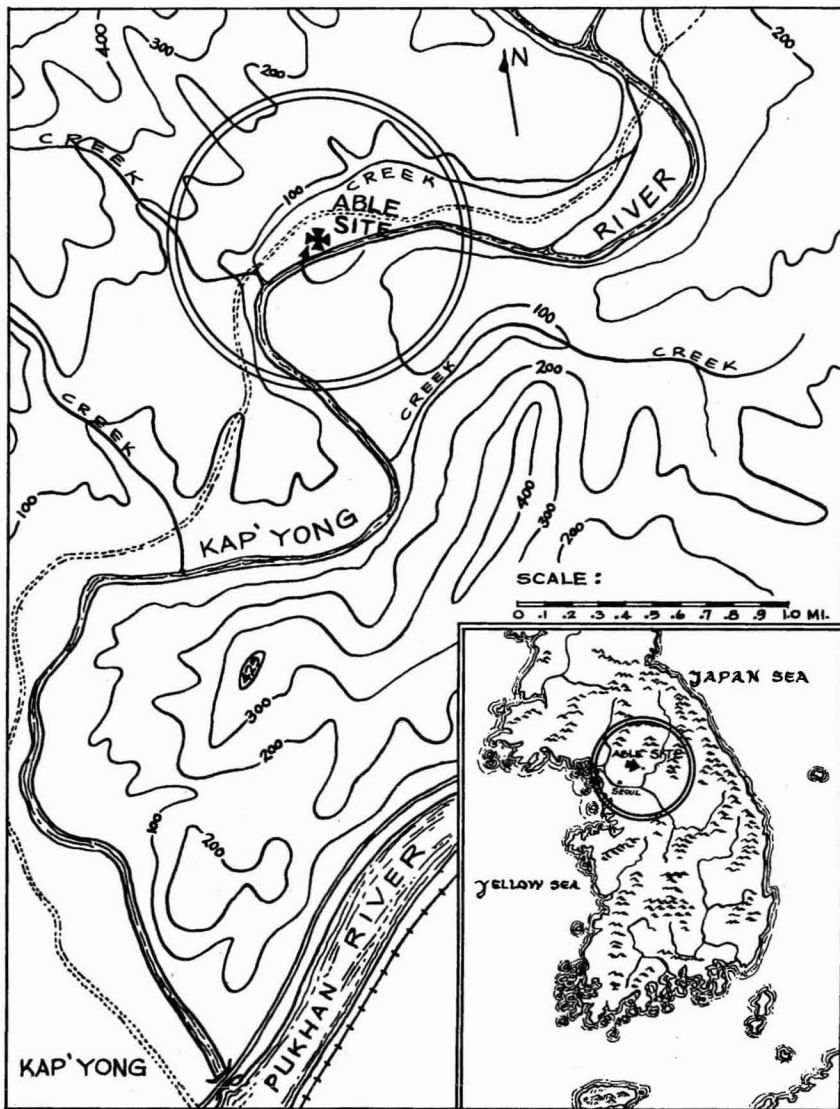 400
300
200
200
N
CREEK
100
CREEK
ABLE
SITE
RIVER
100
CREEK
CREEK
200
CREEK
100
400
300
200
KAP'YONG
SCALE:
0 .1 .2 .3 .4 .5 .6 .7 .8 .9 1.0 MI.
423
300
200
100
200
PUKHAN RIVER
KAP'YONG
JAPAN SEA
ABLE SITE
SEOUL
YELLOW SEA